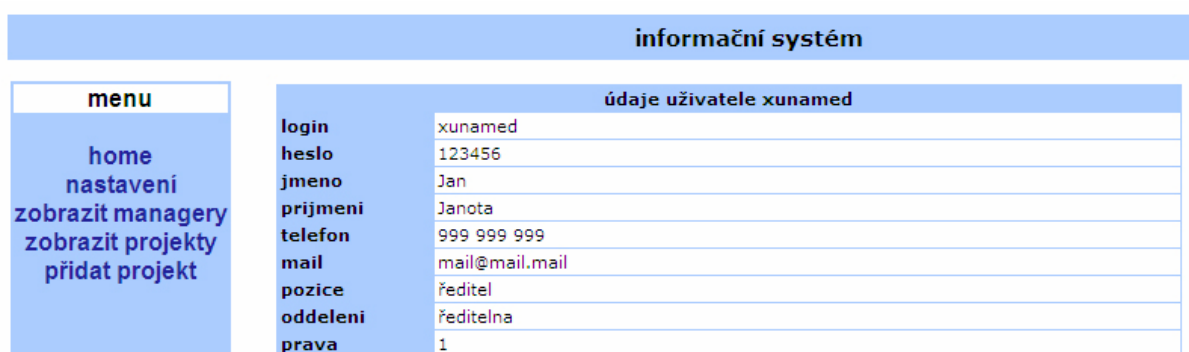 informační systém
menu
home
nastavení
zobrazit managery
zobrazit projekty
přidat projekt
údaje uživatele xunamed
login xunamed
heslo 123456
jmeno Jan
prijmeni Janota
telefon 999 999 999
mail mail@mail.mail
pozice ředitel
oddeleni ředitelna
prava 1